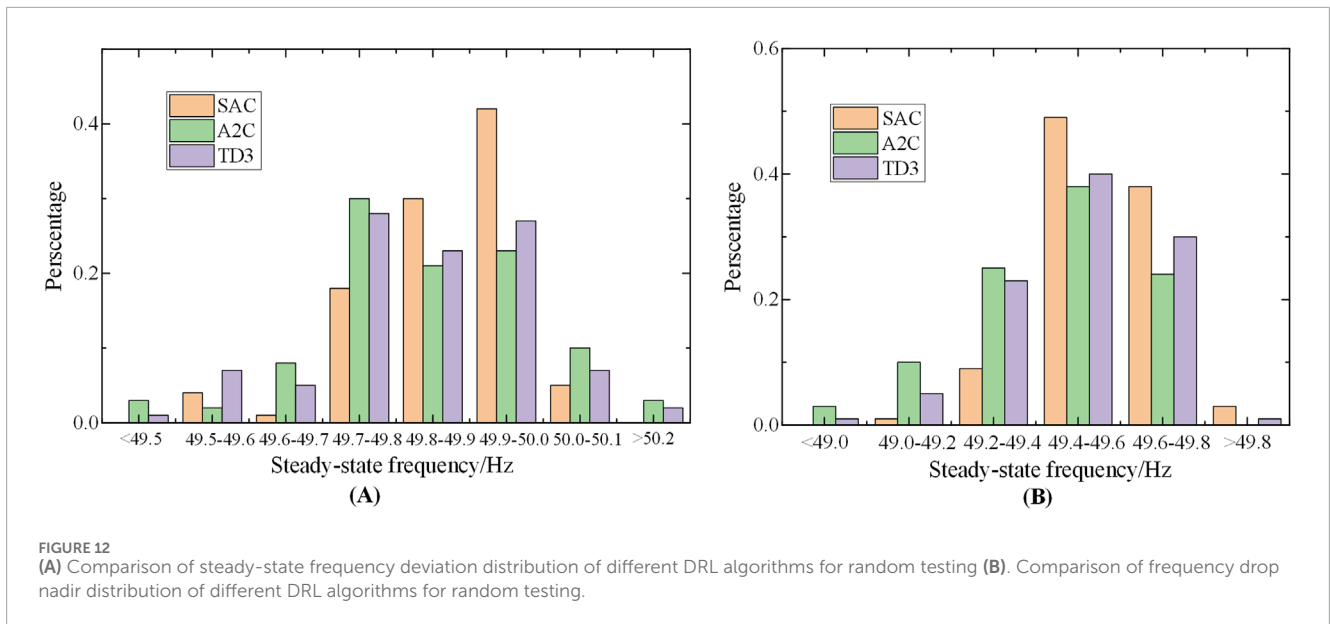 SAC
A2C
TD3
Perscentage
0.4
0.2
0.0
<49.5 49.5-49.6 49.6-49.7 49.7-49.8 49.8-49.9 49.9-50.0 50.0-50.1 >50.2
Steady-state frequency/Hz
(A)
SAC
A2C
TD3
Perscentage
0.6
0.4
0.2
0.0
<49.0 49.0-49.2 49.2-49.4 49.4-49.6 49.6-49.8 >49.8
Steady-state frequency/Hz
(B)
FIGURE 12
(A) Comparison of steady-state frequency deviation distribution of different DRL algorithms for random testing (B). Comparison of frequency drop
nadir distribution of different DRL algorithms for random testing.